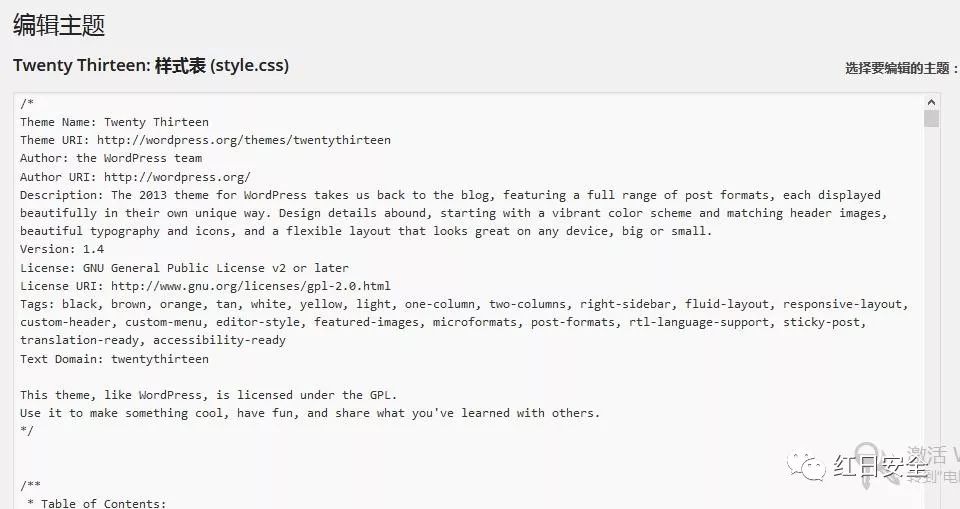 编辑主题
Twenty Thirteen: 样式表 (style.css)
选择要编辑的主题：
/*
Theme Name: Twenty Thirteen
Theme URI: http://wordpress.org/themes/twentythirteen
Author: the WordPress team
Author URI: http://wordpress.org/
Description: The 2013 theme for WordPress takes us back to the blog, featuring a full range of post formats, each displayed
beautifully in their own unique way. Design details abound, starting with a vibrant color scheme and matching header images,
beautiful typography and icons, and a flexible layout that looks great on any device, big or small.
Version: 1.4
License: GNU General Public License v2 or later
License URI: http://www.gnu.org/licenses/gpl-2.0.html
Tags: black, brown, orange, tan, white, yellow, light, one-column, two-columns, right-sidebar, fluid-layout, responsive-layout,
custom-header, custom-menu, editor-style, featured-images, microformats, post-formats, rtl-language-support, sticky-post,
translation-ready, accessibility-ready
Text Domain: twentythirteen
This theme, like WordPress, is licensed under the GPL.
Use it to make something cool, have fun, and share what you've learned with others.
*/
/**
* Table of Contents:
激活
红日安全
转到"电